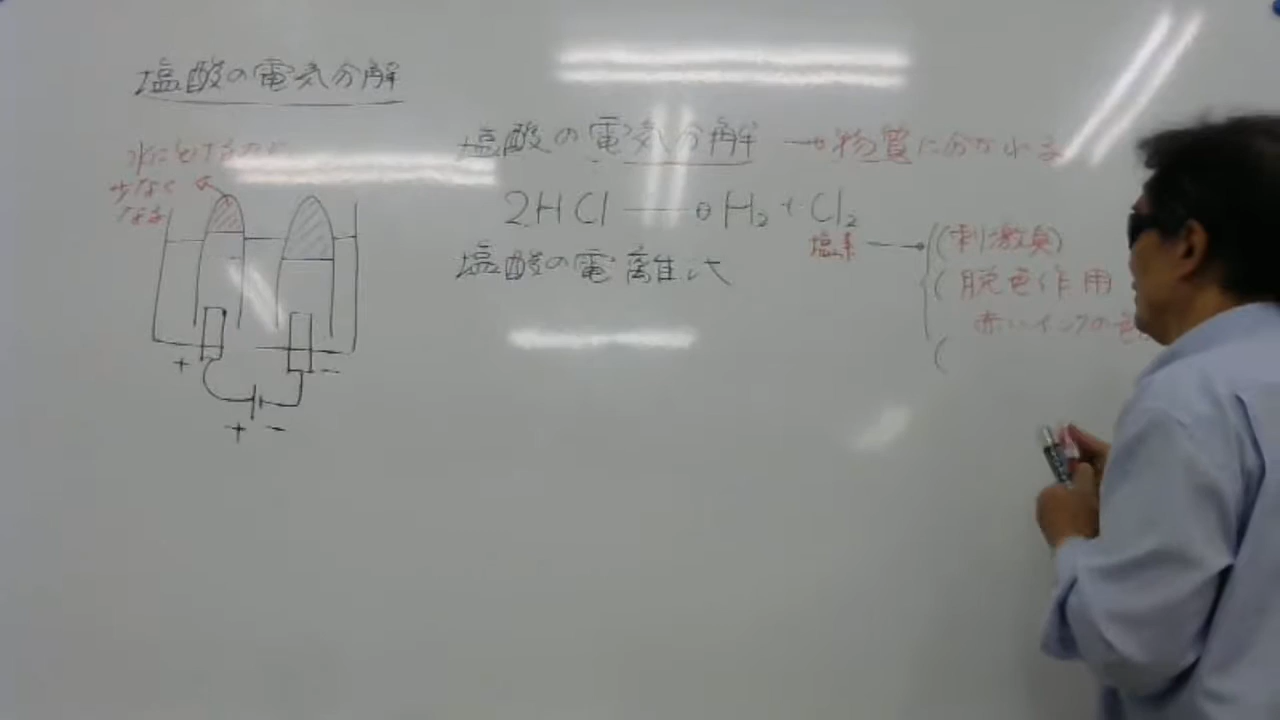 塩酸の電気分解
水にとけるので
少なく
なる
+ -
+ -
塩酸の電気分解 → 物質に分かれる
2HCl → H₂ + Cl₂
塩素 → (刺激臭)
塩酸の電離式
(脱色作用
赤いインクの色
(